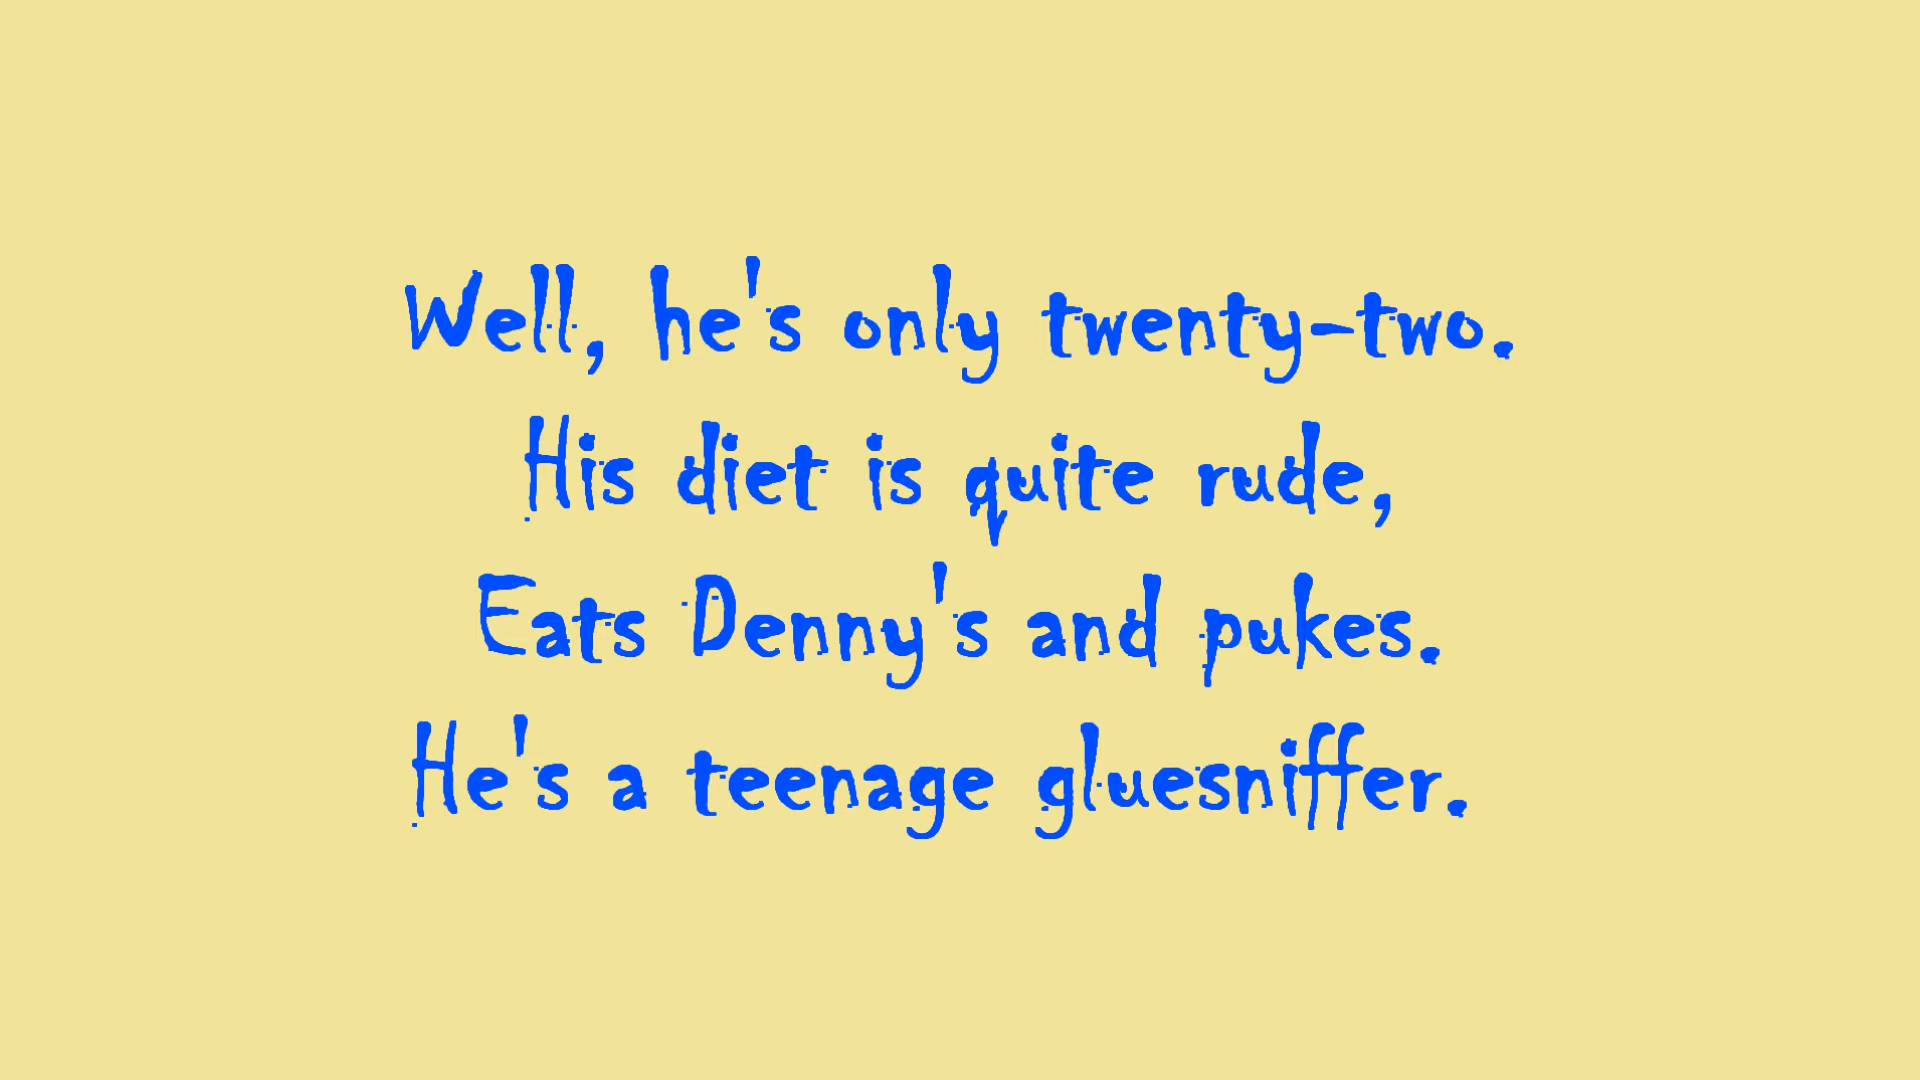 Well, he's only twenty-two.
His diet is quite rude,
Eats Denny's and pukes.
He's a teenage gluesniffer.